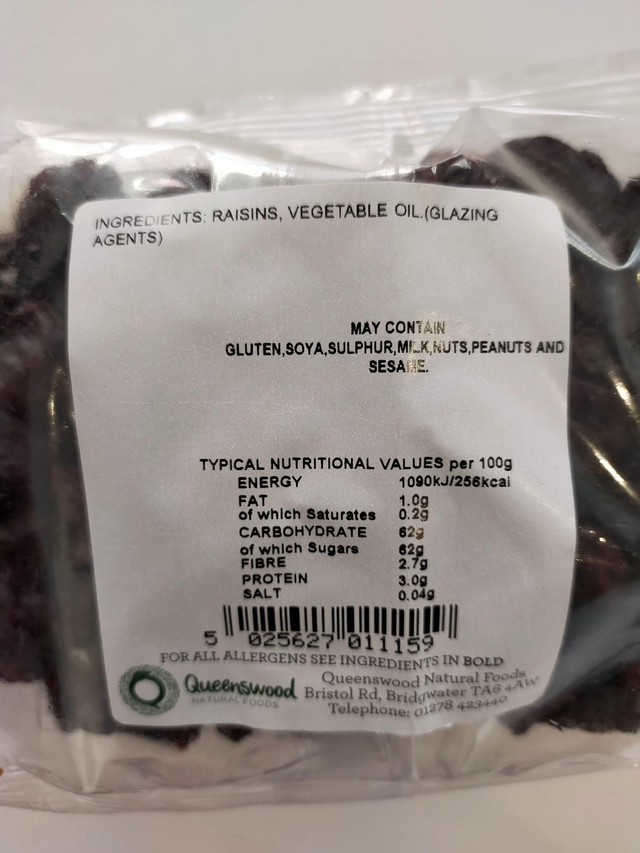 INGREDIENTS: RAISINS, VEGETABLE OIL.(GLAZING
AGENTS)
MAY CONTAIN
GLUTEN,SOYA,SULPHUR,MILK,NUTS,PEANUTS AND
SESAME.
TYPICAL NUTRITIONAL VALUES per 100g
ENERGY 1090kJ/256kcal
FAT 1.0g
of which Saturates 0.2g
CARBOHYDRATE 62g
of which Sugars 62g
FIBRE 2.7g
PROTEIN 3.0g
SALT 0.04g
5 025627 011159
FOR ALL ALLERGENS SEE INGREDIENTS IN BOLD
Queenswood
NATURAL FOODS
Queenswood Natural Foods
Bristol Rd, Bridgwater TA6 4AW
Telephone: 01278 423440